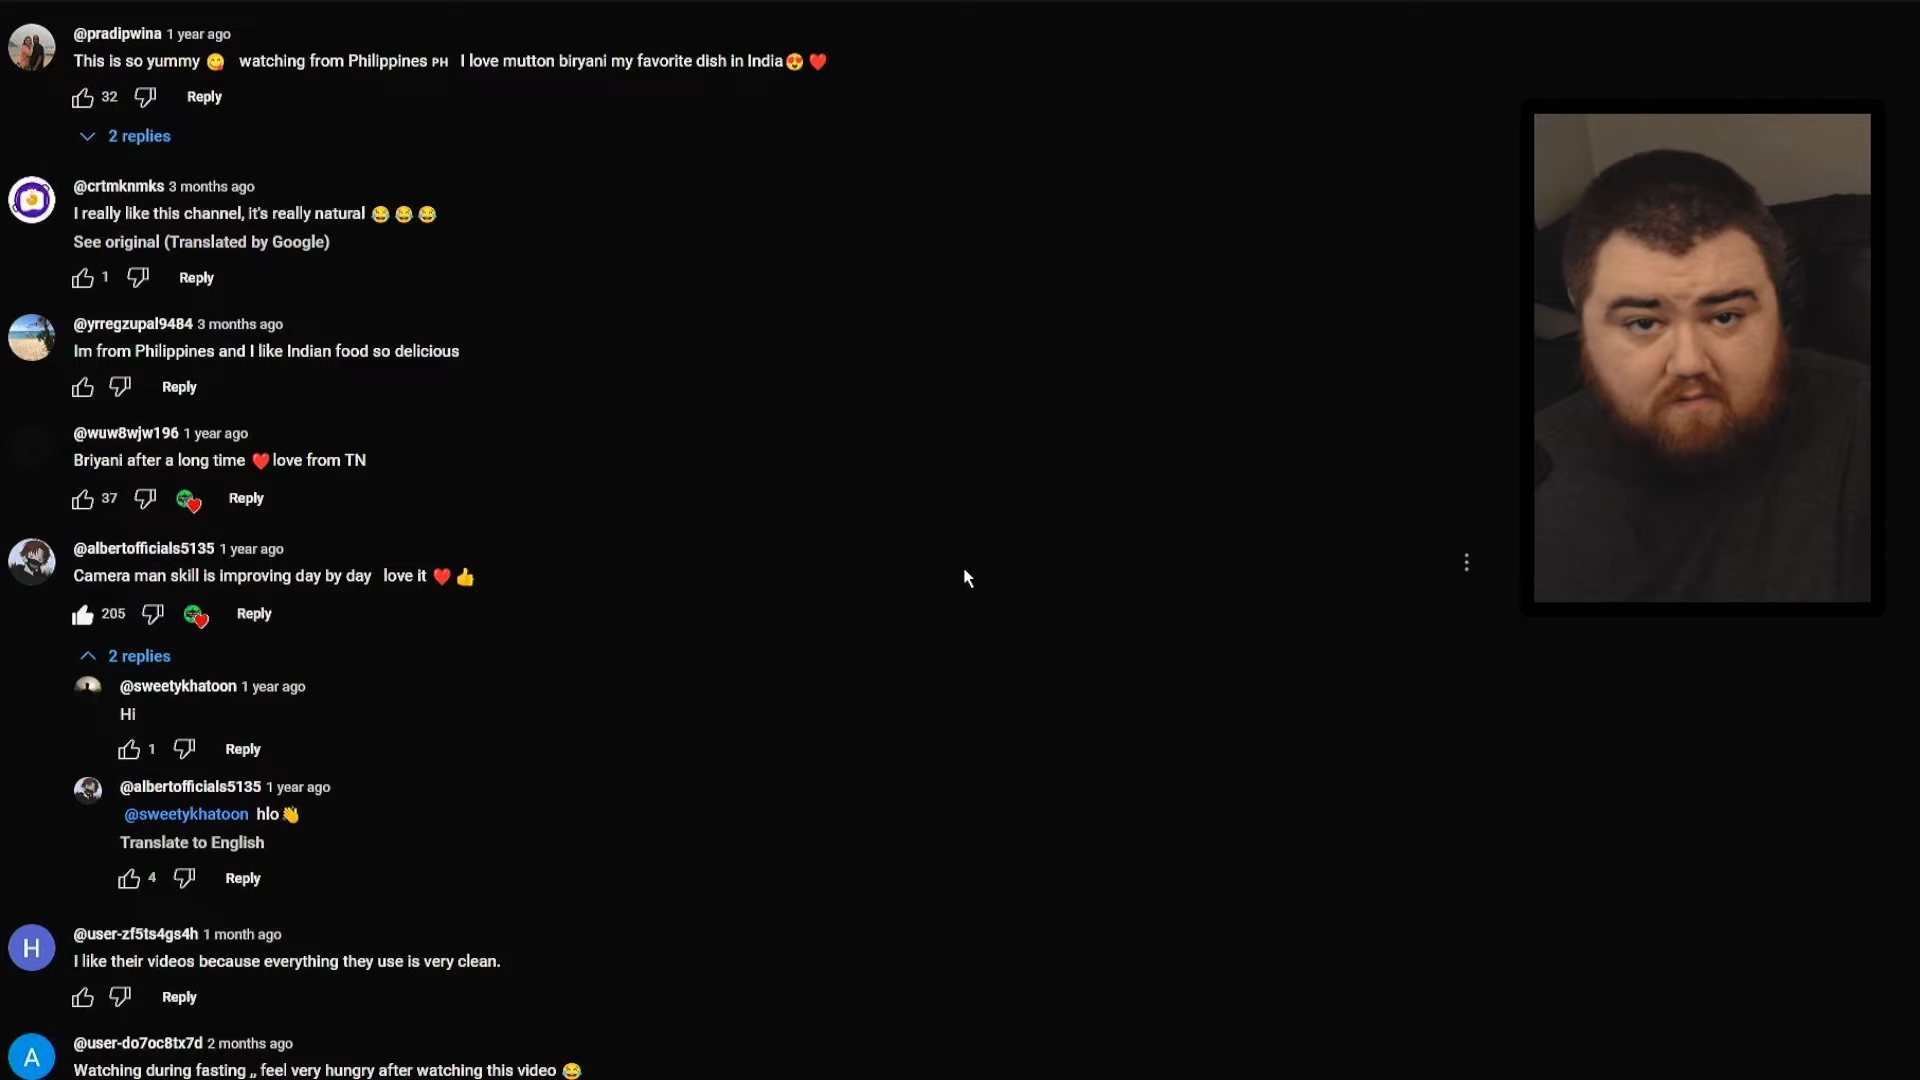 @pradipwina 1 year ago
This is so yummy 😋 watching from Philippines PH I love mutton biryani my favorite dish in India😍 ❤️
32 Reply
2 replies
@crtmknmks 3 months ago
I really like this channel, it's really natural 😂 😂 😂
See original (Translated by Google)
1 Reply
@yrregzupal9484 3 months ago
Im from Philippines and I like Indian food so delicious
Reply
@wuw8wjw196 1 year ago
Briyani after a long time ❤️love from TN
37 Reply
@albertofficials5135 1 year ago
Camera man skill is improving day by day love it ❤️👍
205 Reply
2 replies
@sweetykhatoon 1 year ago
Hi
1 Reply
@albertofficials5135 1 year ago
@sweetykhatoon hlo👋
Translate to English
4 Reply
H
@user-zf5ts4gs4h 1 month ago
I like their videos because everything they use is very clean.
Reply
A
@user-do7oc8tx7d 2 months ago
Watching during fasting ,, feel very hungry after watching this video 😂